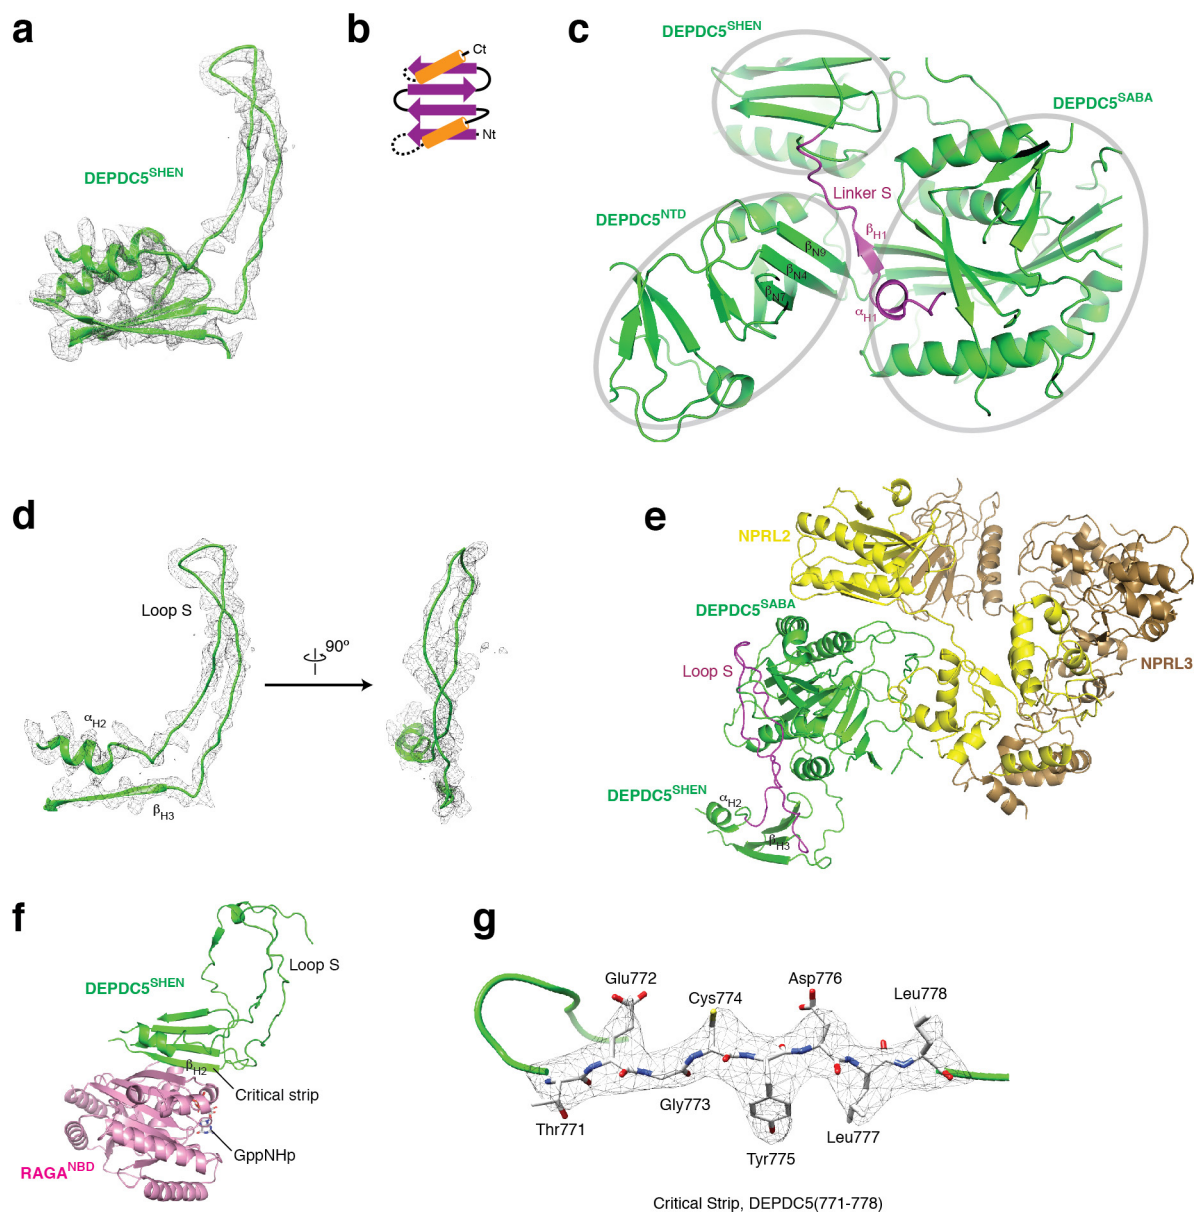 a
DEPDC5SHEN
b
Ct
Nt
c
DEPDC5SHEN
DEPDC5SABA
Linker S
DEPDC5NTD
βH1
βN9
βN4
βN7
αH1
d
Loop S
90º
αH2
βH3
e
NPRL2
DEPDC5SABA
Loop S
NPRL3
DEPDC5SHEN
αH2
βH3
f
Loop S
DEPDC5SHEN
βH2
Critical strip
GppNHp
RAGANBD
g
Glu772
Cys774
Asp776
Leu778
Thr771
Gly773
Tyr775
Leu777
Critical Strip, DEPDC5(771-778)